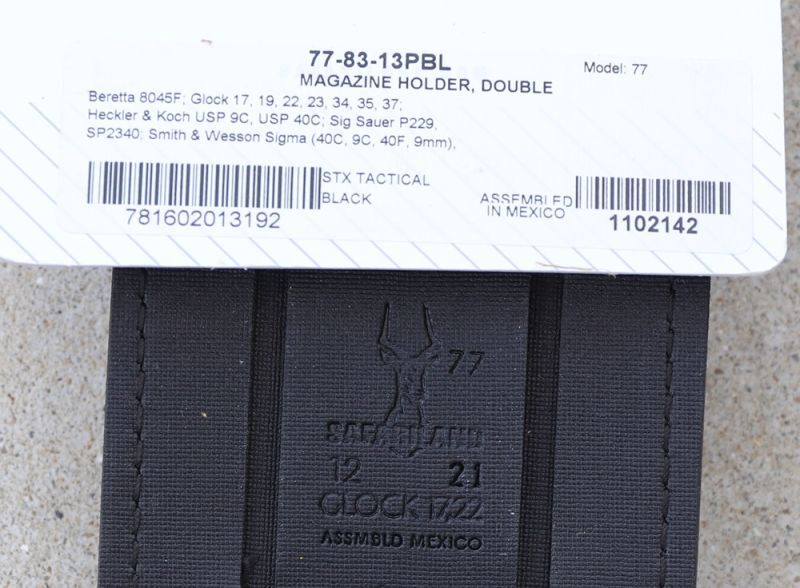 77-83-13PBL
MAGAZINE HOLDER, DOUBLE
Model: 77
Beretta 8045F; Glock 17, 19, 22, 23, 34, 35, 37;
Heckler & Koch USP 9C, USP 40C; Sig Sauer P229,
SP2340; Smith & Wesson Sigma (40C, 9C, 40F, 9mm),
STX TACTICAL
BLACK
781602013192
ASSEMBLED
IN MEXICO
1102142
77
SAFARILAND
12 21
GLOCK 17,22
ASSMBLD MEXICO